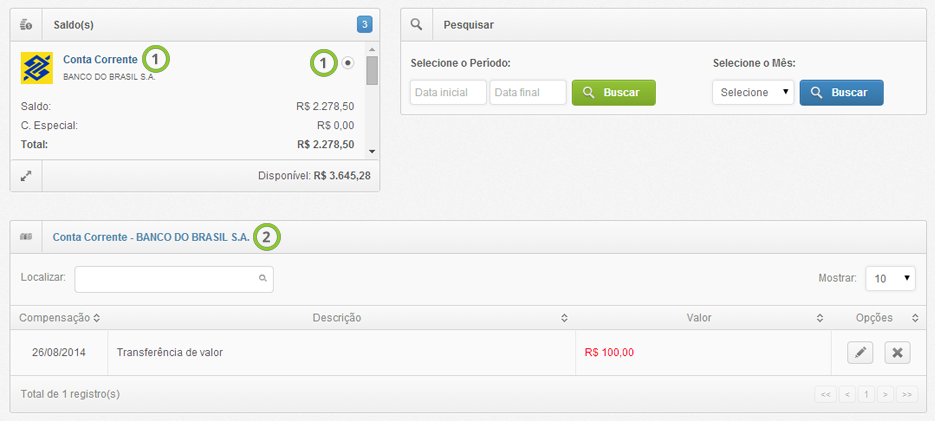 Saldo(s) 3
Conta Corrente 1 1
BANCO DO BRASIL S.A.
Saldo: R$ 2.278,50
C. Especial: R$ 0,00
Total: R$ 2.278,50
Disponível: R$ 3.645,28
Pesquisar
Selecione o Período: Selecione o Mês:
Data inicial Data final Buscar Selecione Buscar
Conta Corrente - BANCO DO BRASIL S.A. 2
Localizar: Mostrar: 10
Compensação Descrição Valor Opções
26/08/2014 Transferência de valor R$ 100,00
Total de 1 registro(s) << < 1 > >>